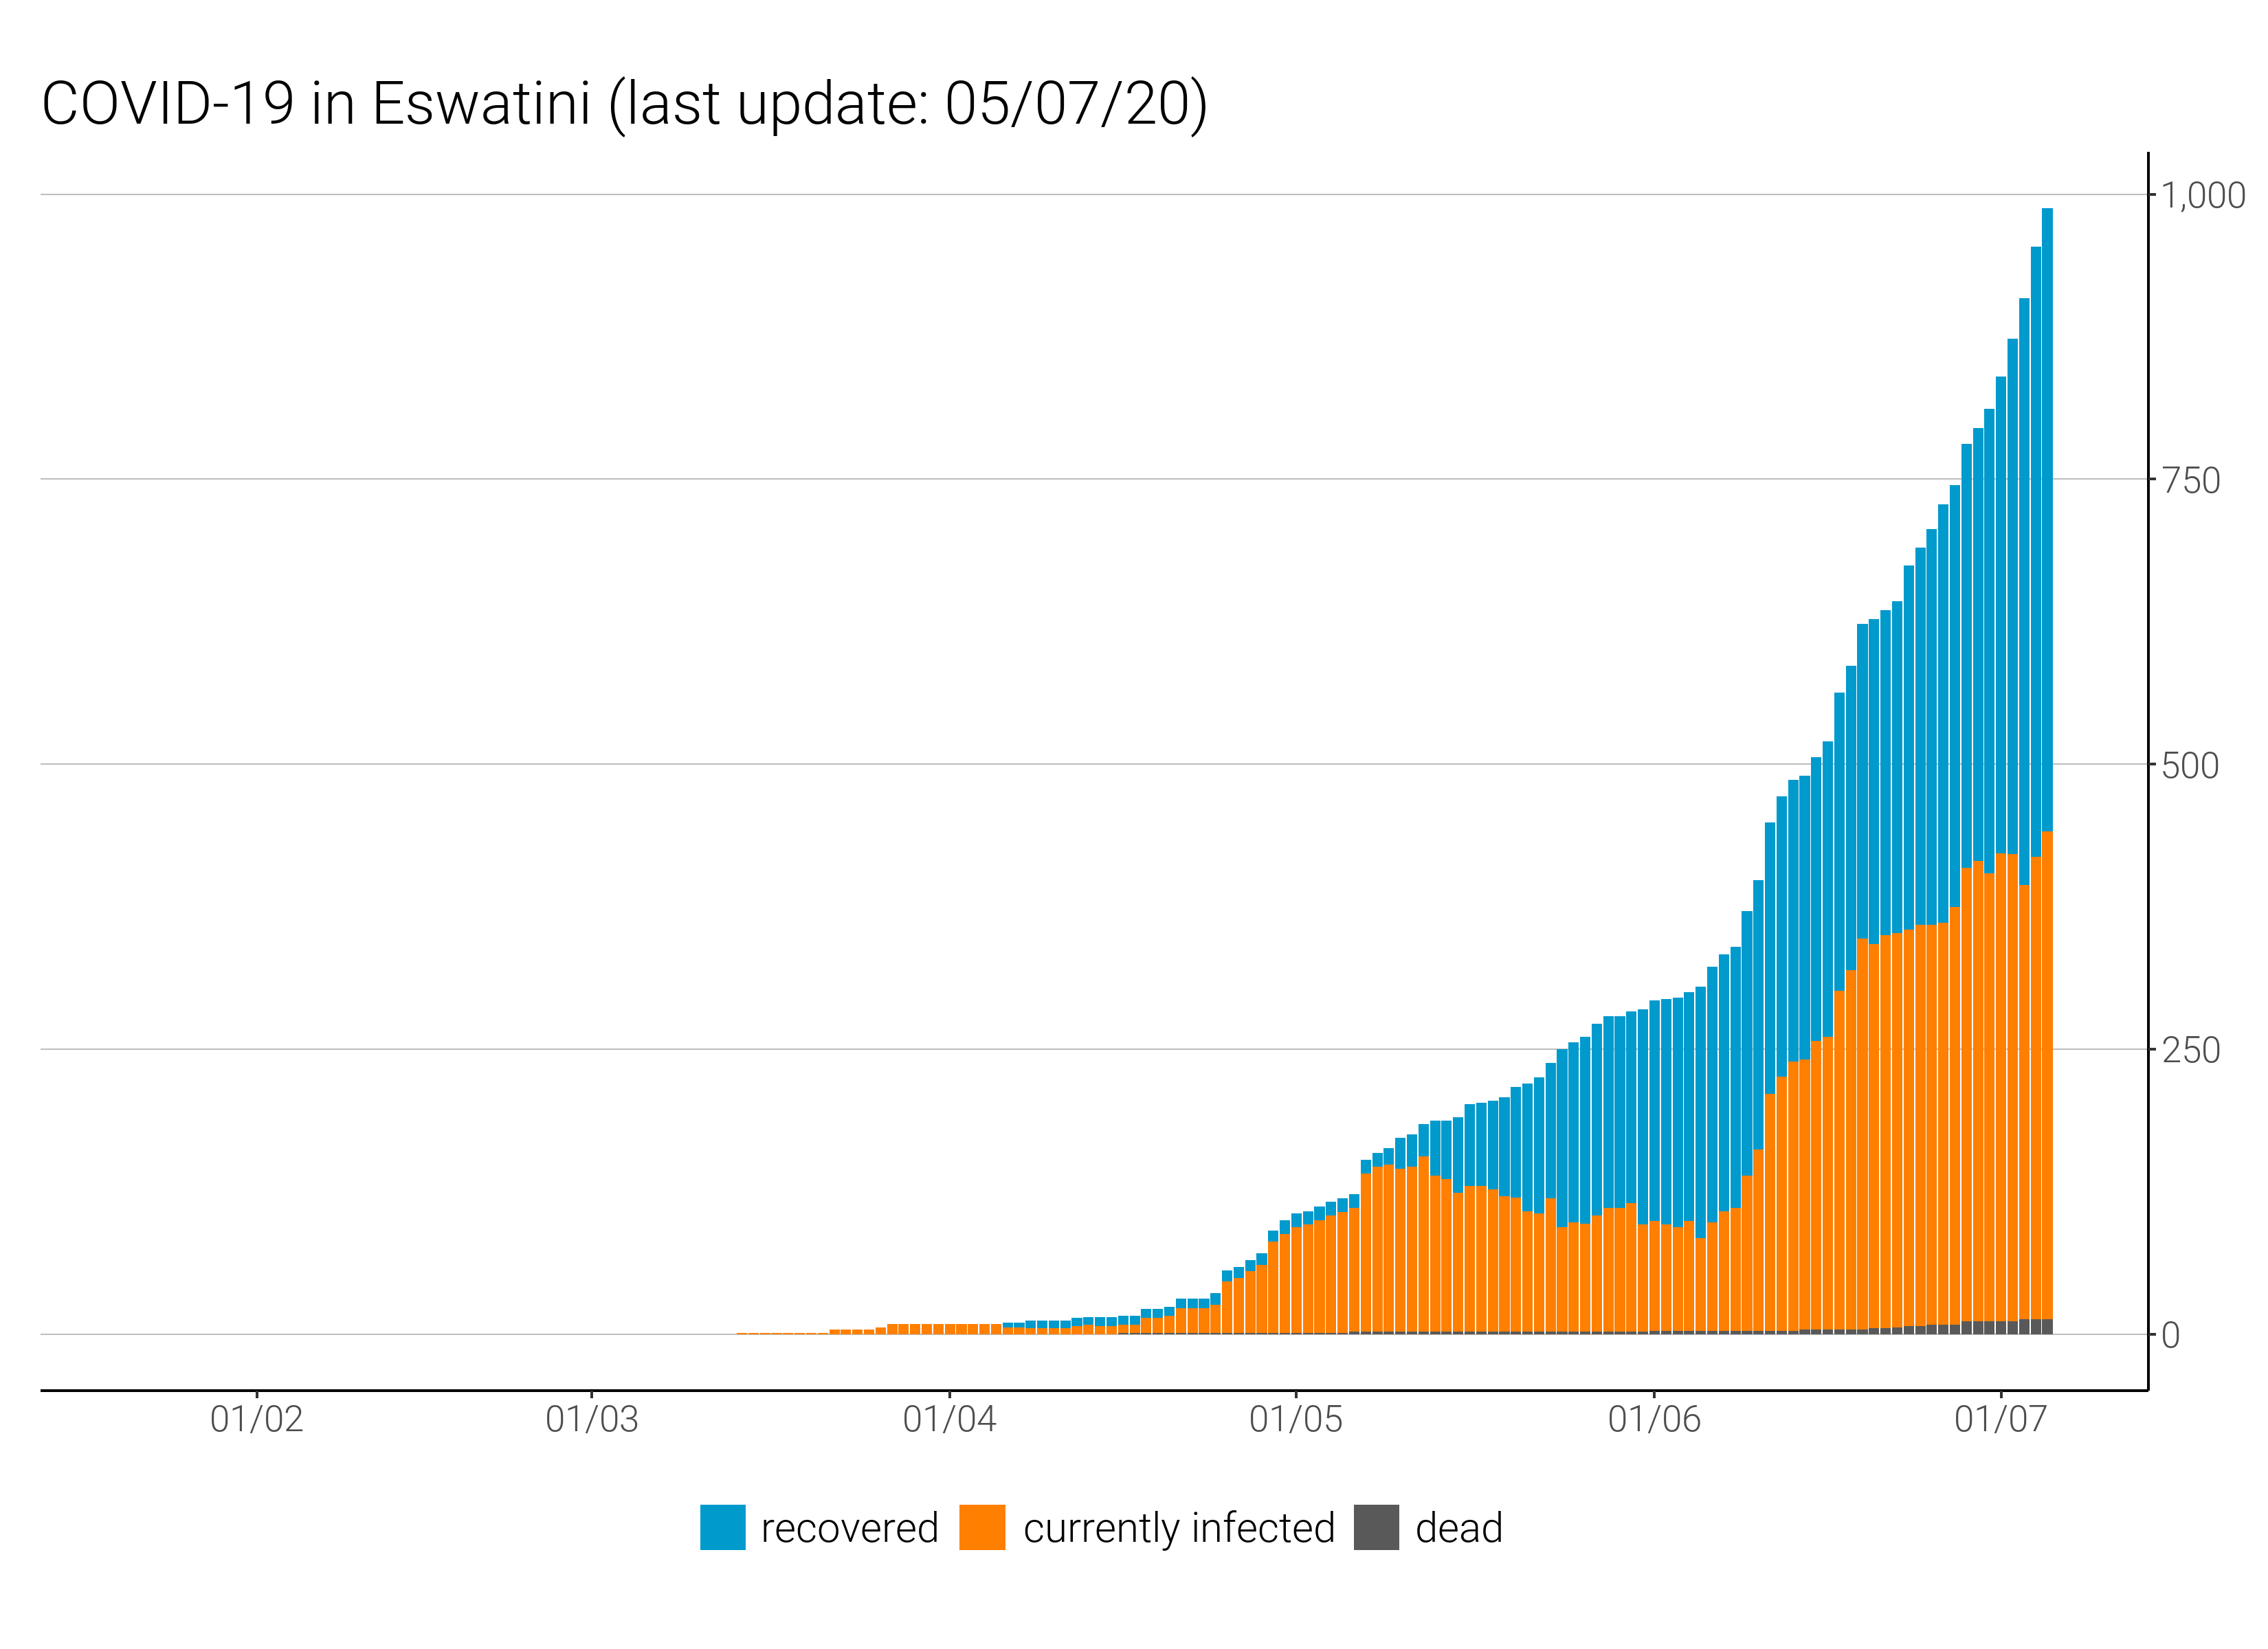 COVID-19 in Eswatini (last update: 05/07/20)
1,000
750
500
250
0
01/02 01/03 01/04 01/05 01/06 01/07
recovered currently infected dead